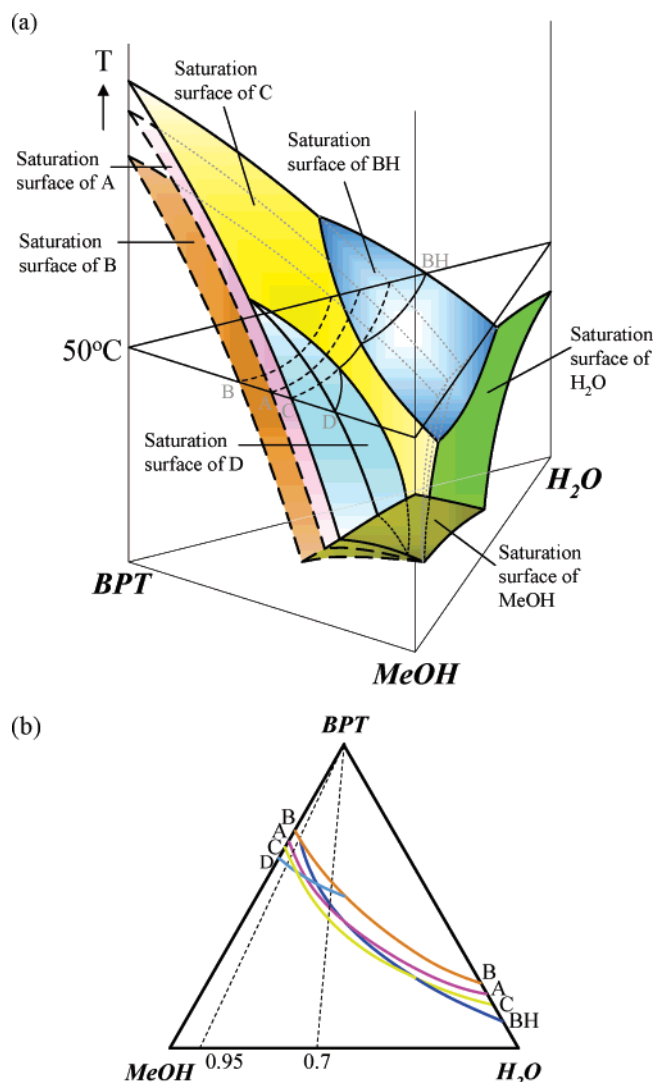 (a)
T
Saturation
surface of C
Saturation
surface of BH
Saturation
surface of A
Saturation
surface of B
BH
50°C
B
A
C
D
Saturation
surface of D
Saturation
surface of
H2O
H2O
BPT
Saturation
surface of
MeOH
MeOH
(b)
BPT
B
A
C
D
B
A
C
BH
MeOH
0.95
0.7
H2O